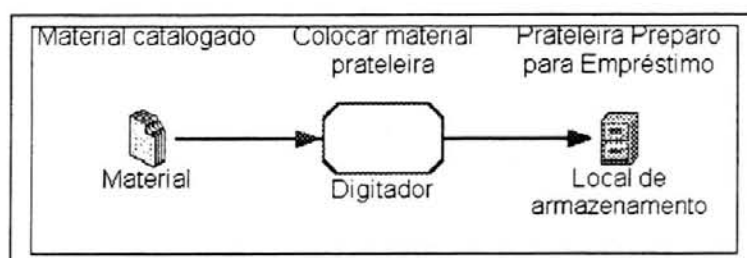 Material catalogado
Colocar material
prateleira
Prateleira Preparo
para Empréstimo
Material
Digitador
Local de
armazenamento